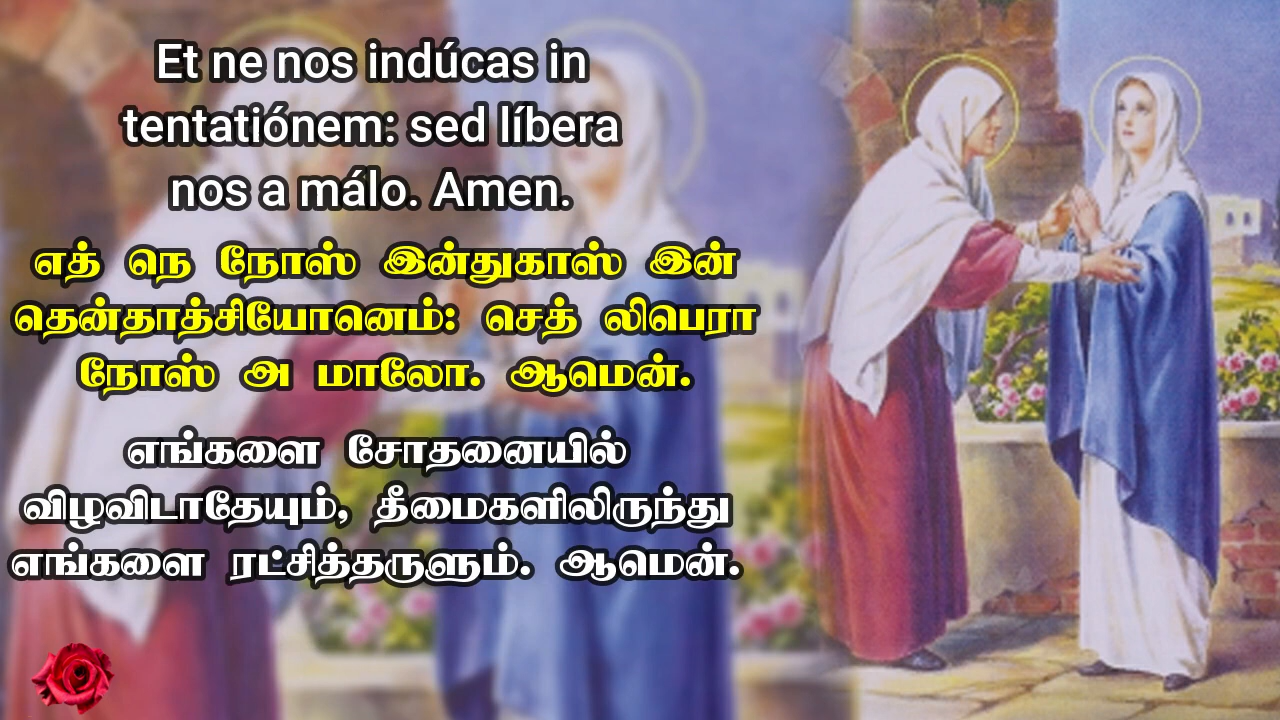 Et ne nos indúcas in
tentatiónem: sed líbera
nos a málo. Amen.
எத் நெ நோஸ் இன்துகாஸ் இன்
தென்தாத்சியோனெம்: செத் லிபெரா
நோஸ் அ மாலோ. ஆமென்.
எங்களை சோதனையில்
விழவிடாதேயும், தீமைகளிலிருந்து
எங்களை ரட்சித்தருளும். ஆமென்.